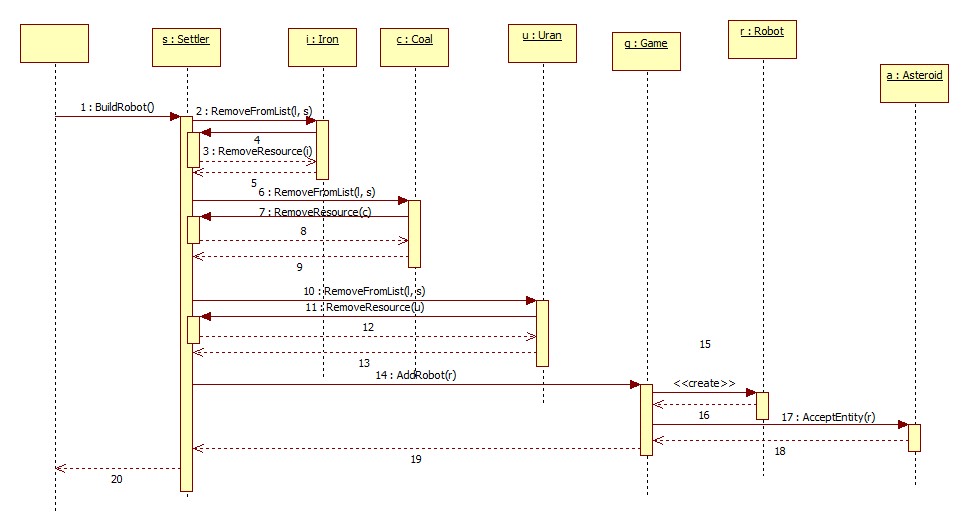 s : Settler
i : Iron
c : Coal
u : Uran
g : Game
r : Robot
a : Asteroid
1 : BuildRobot()
2 : RemoveFromList(l, s)
4
3 : RemoveResource(i)
5
6 : RemoveFromList(l, s)
7 : RemoveResource(c)
8
9
10 : RemoveFromList(l, s)
11 : RemoveResource(u)
12
13
15
14 : AddRobot(r)
<<create>>
16
17 : AcceptEntity(r)
18
19
20